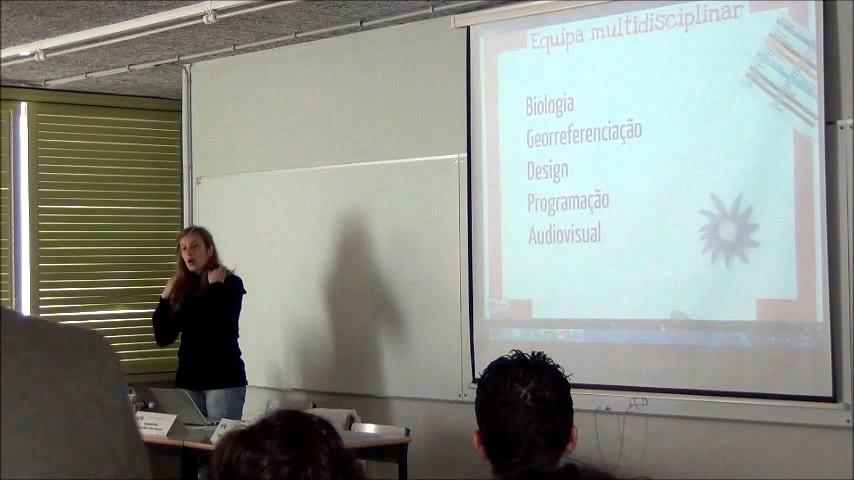 Equipa multidisciplinar
Biologia
Georreferenciação
Design
Programação
Audiovisual